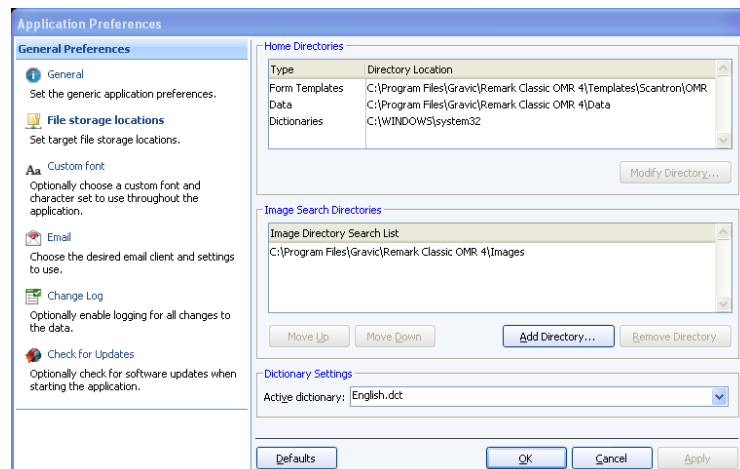 Application Preferences
General Preferences
General
Set the generic application preferences.
File storage locations
Set target file storage locations.
Aa Custom font
Optionally choose a custom font and
character set to use throughout the
application.
Email
Choose the desired email client and settings
to use.
Change Log
Optionally enable logging for all changes to
the data.
Check for Updates
Optionally check for software updates when
starting the application.
Home Directories
Type Directory Location
Form Templates C:\Program Files\Gravic\Remark Classic OMR 4\Templates\Scantron\OMR
Data C:\Program Files\Gravic\Remark Classic OMR 4\Data
Dictionaries C:\WINDOWS\system32
Modify Directory...
Image Search Directories
Image Directory Search List
C:\Program Files\Gravic\Remark Classic OMR 4\Images
Move Up Move Down Add Directory... Remove Directory
Dictionary Settings
Active dictionary: English.dct
Defaults OK Cancel Apply